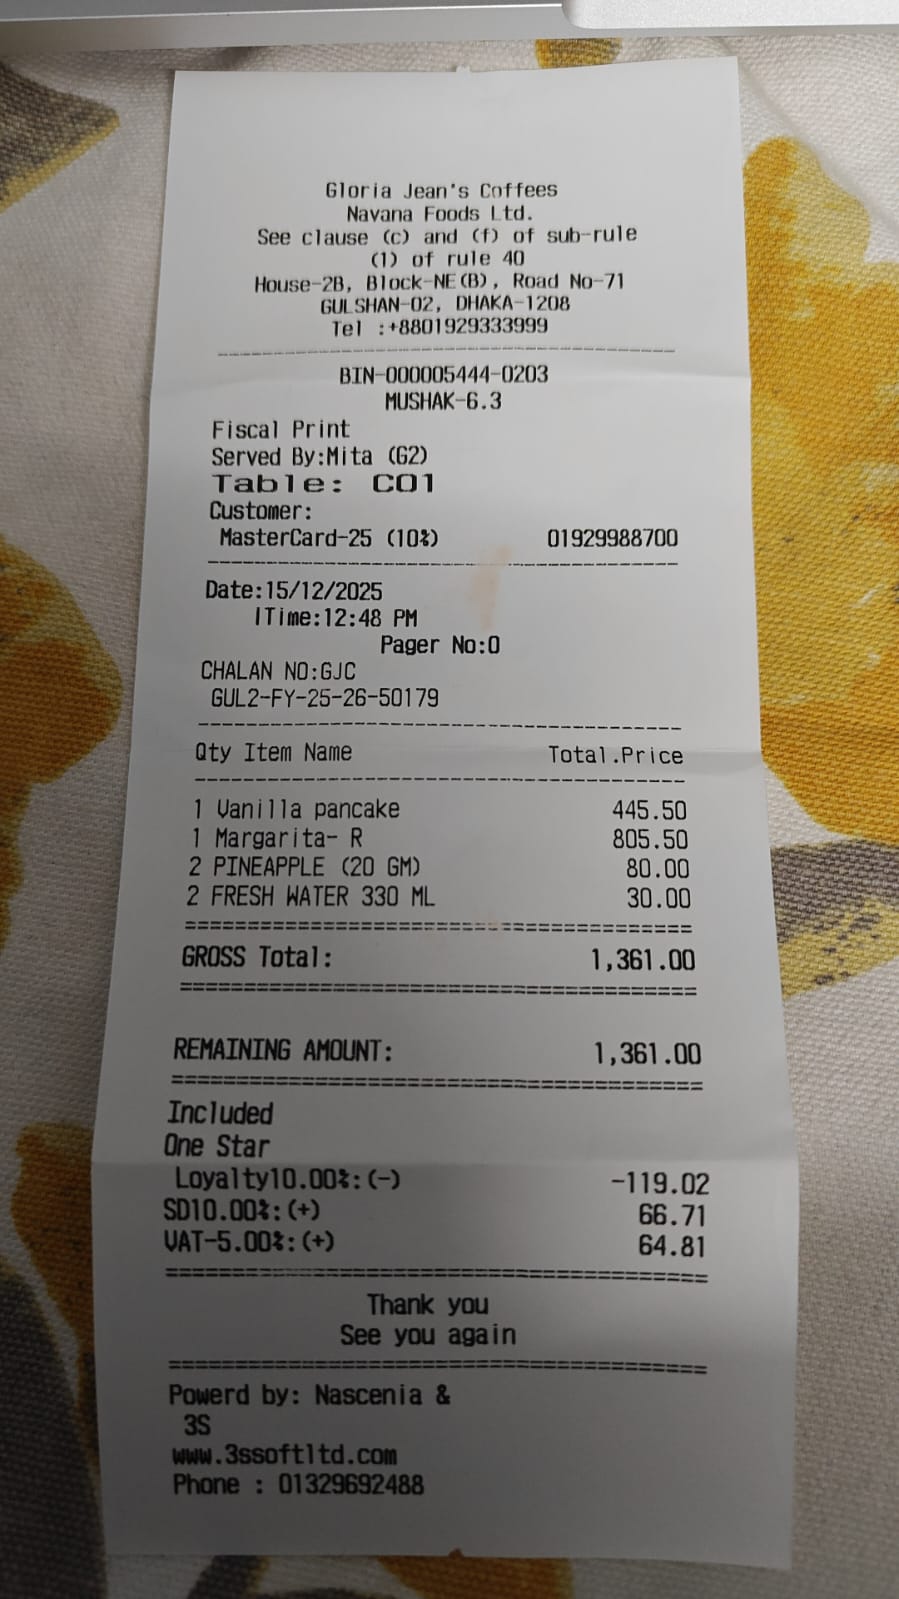 Gloria Jean's Coffees
Navana Foods Ltd.
See clause (c) and (f) of sub-rule
(1) of rule 40
House-2B, Block-NE(B), Road No-71
GULSHAN-02, DHAKA-1208
Tel :+8801929333999
BIN-000005444-0203
MUSHAK-6.3
Fiscal Print
Served By:Mita (G2)
Table: C01
Customer:
MasterCard-25 (10%) 01929988700
Date:15/12/2025
|Time:12:48 PM
Pager No:0
CHALAN NO:GJC
GUL2-FY-25-26-50179
Qty Item Name Total.Price
1 Vanilla pancake 445.50
1 Margarita- R 805.50
2 PINEAPPLE (20 GM) 80.00
2 FRESH WATER 330 ML 30.00
GROSS Total: 1,361.00
REMAINING AMOUNT: 1,361.00
Included
One Star
Loyalty10.00%:(-) -119.02
SD10.00%:(+) 66.71
VAT-5.00%:(+) 64.81
Thank you
See you again
Powerd by: Nascenia &
3S
www.3ssoftltd.com
Phone : 01329692488